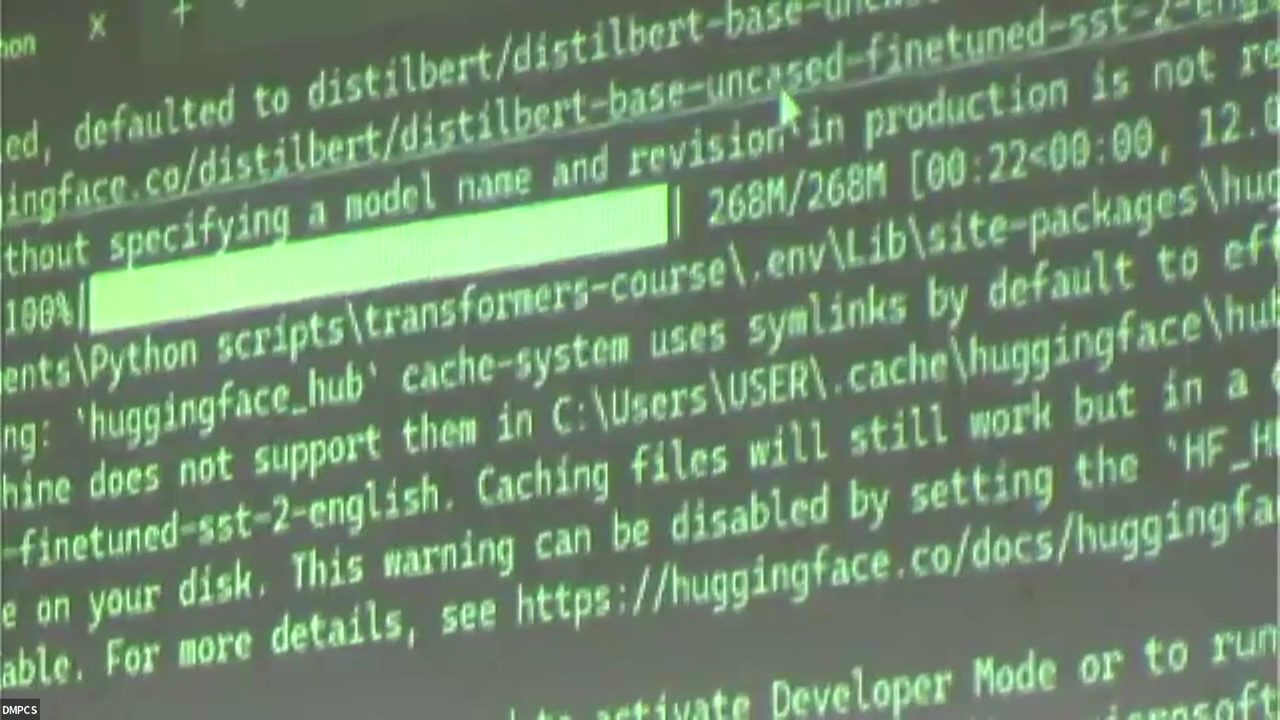 hon x +
ed, defaulted to distilbert/distilbert-base-uncas
ingface.co/distilbert/distilbert-base-uncased-finetuned-sst-2-eng
thout specifying a model name and revision in production is not re
100%| | 268M/268M [00:22<00:00, 12.0
ents\Python scripts\transformers-course\.env\Lib\site-packages\hug
ng: `huggingface_hub` cache-system uses symlinks by default to eff
hine does not support them in C:\Users\USER\.cache\huggingface\hub
-finetuned-sst-2-english. Caching files will still work but in a
e on your disk. This warning can be disabled by setting the `HF_H
able. For more details, see https://huggingface.co/docs/huggingfa
to activate Developer Mode or to run
icrosoft
DMPCS